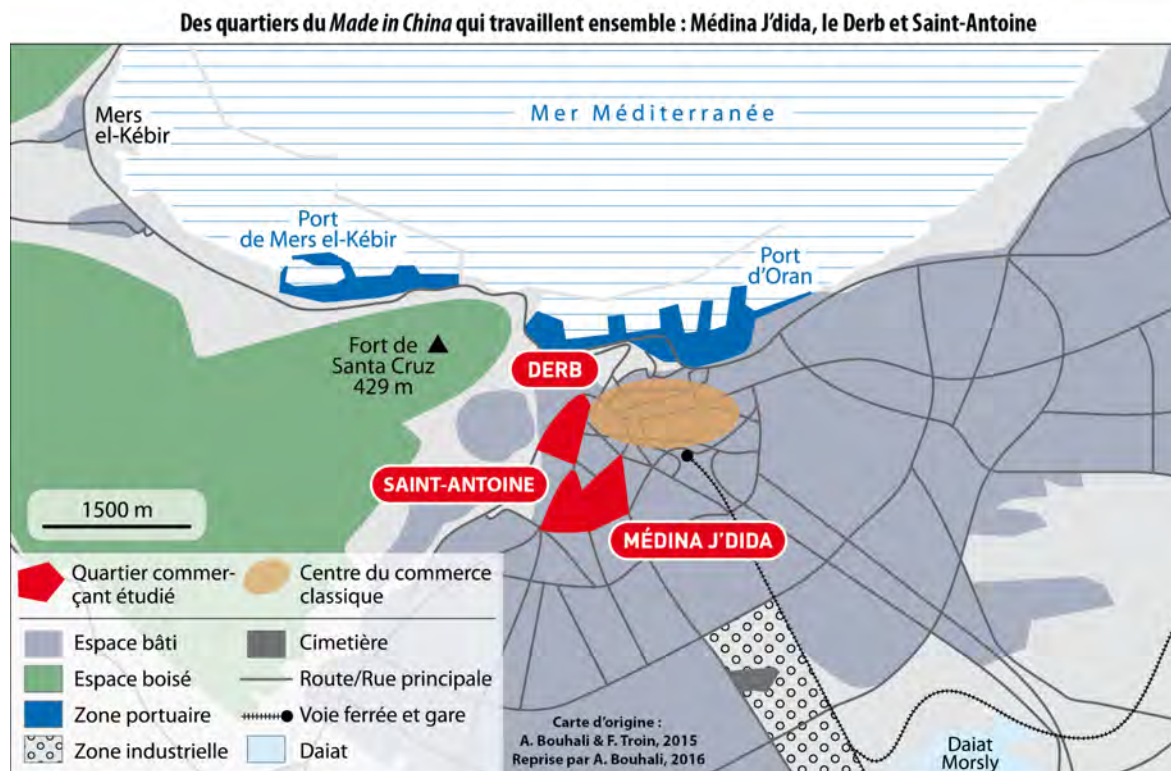 Des quartiers du Made in China qui travaillent ensemble : Médina J'dida, le Derb et Saint-Antoine
Mers
el-Kébir
Mer Méditerranée
Port
de Mers el-Kébir
Port
d'Oran
Fort de
Santa Cruz
429 m
DERB
SAINT-ANTOINE
MÉDINA J'DIDA
1500 m
Quartier commer-
çant étudié
Centre du commerce
classique
Espace bâti
Cimetière
Espace boisé
Route/Rue principale
Zone portuaire
Voie ferrée et gare
Zone industrielle
Daiat
Carte d'origine :
A. Bouhali & F. Troin, 2015
Reprise par A. Bouhali, 2016
Daiat
Morsly